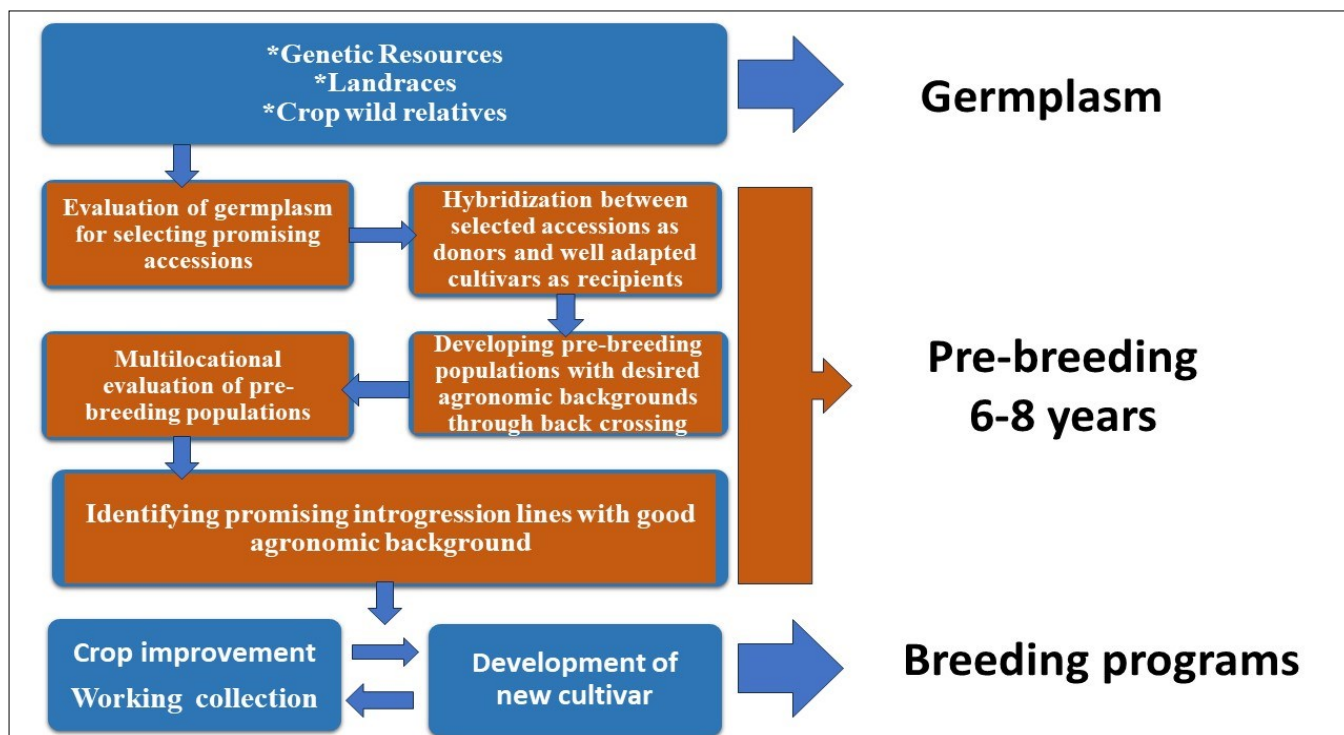 *Genetic Resources
*Landraces
*Crop wild relatives
Germplasm
Evaluation of germplasm
for selecting promising
accessions
Hybridization between
selected accessions as
donors and well adapted
cultivars as recipients
Multilocational
evaluation of pre-
breeding populations
Developing pre-breeding
populations with desired
agronomic backgrounds
through back crossing
Pre-breeding
6-8 years
Identifying promising introgression lines with good
agronomic background
Crop improvement
Working collection
Development of
new cultivar
Breeding programs